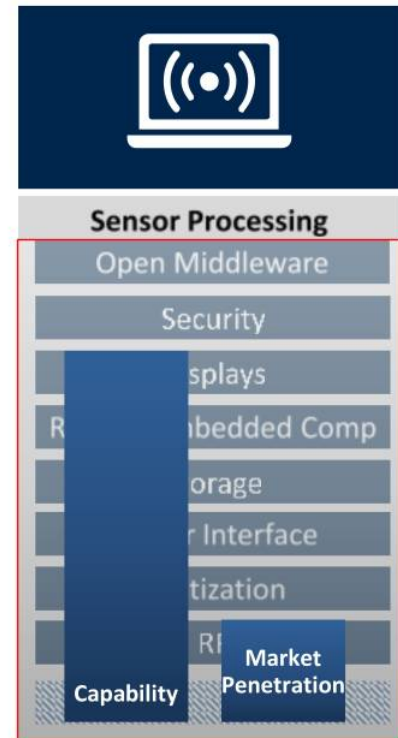 Sensor Processing
Open Middleware
Security
splays
R bedded Comp
orage
r Interface
tization
R
Market
Penetration
Capability